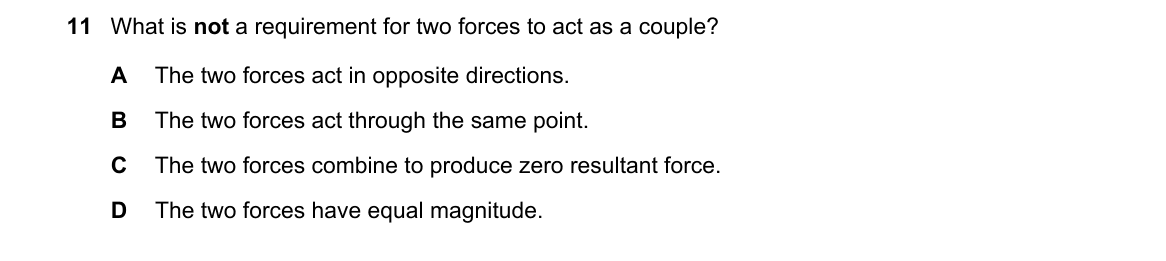 11 What is not a requirement for two forces to act as a couple?
A The two forces act in opposite directions.
B The two forces act through the same point.
C The two forces combine to produce zero resultant force.
D The two forces have equal magnitude.